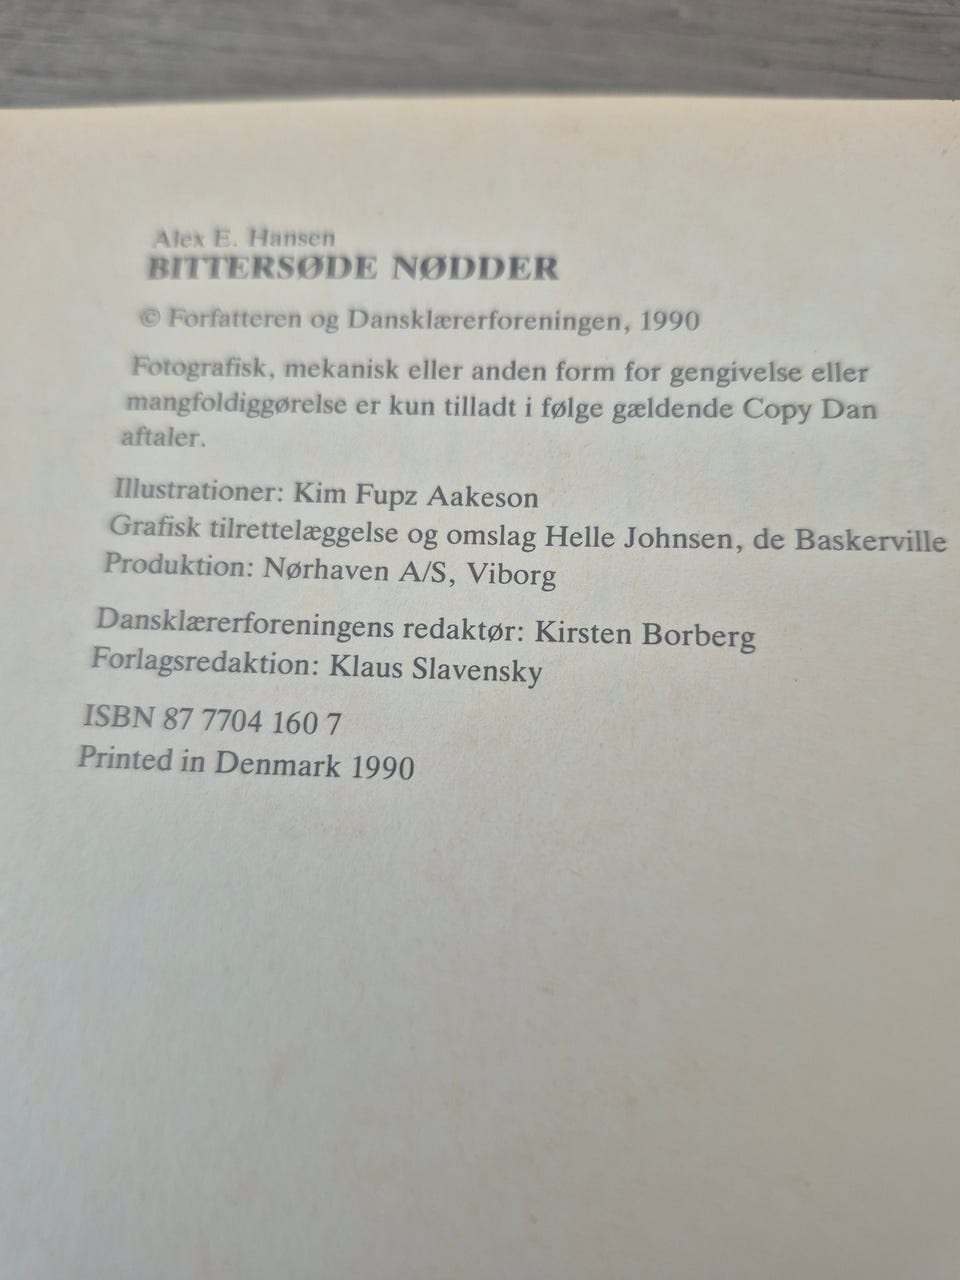 Alex E. Hansen
BITTERSØDE NØDDER
© Forfatteren og Dansklærerforeningen, 1990
Fotografisk, mekanisk eller anden form for gengivelse eller
mangfoldiggørelse er kun tilladt i følge gældende Copy Dan
aftaler.
Illustrationer: Kim Fupz Aakeson
Grafisk tilrettelæggelse og omslag Helle Johnsen, de Baskerville
Produktion: Nørhaven A/S, Viborg
Dansklærerforeningens redaktør: Kirsten Borberg
Forlagsredaktion: Klaus Slavensky
ISBN 87 7704 160 7
Printed in Denmark 1990